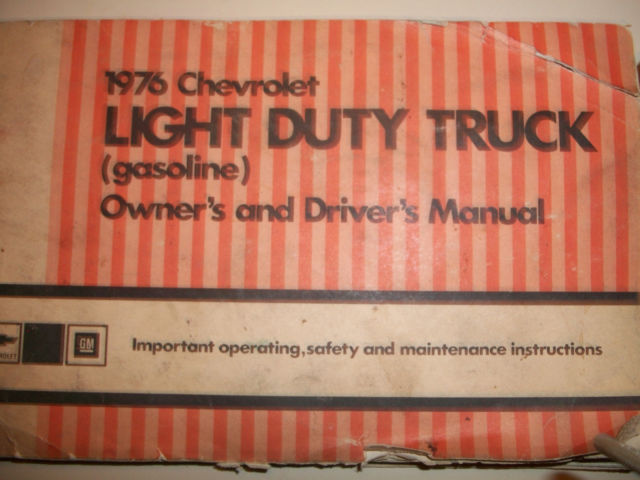 1976 Chevrolet
LIGHT DUTY TRUCK
(gasoline)
Owner's and Driver's Manual
GM
Important operating, safety and maintenance instructions